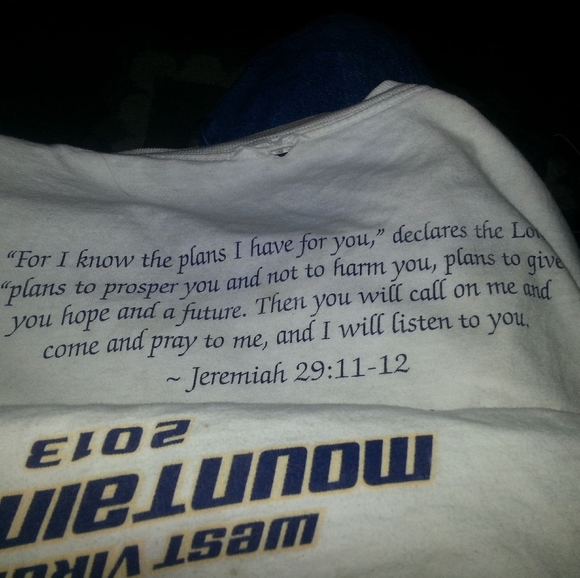 “For I know the plans I have for you,” declares the
“plans to prosper you and not to harm you, plans to give
you hope and a future. Then you will call on me and
come and pray to me, and I will listen to you.
~ Jeremiah 29:11-12
WEST VIR
MOUNTAIN
2013